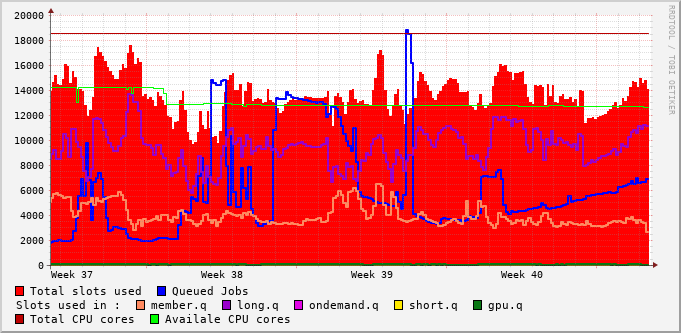 20000
18000
16000
14000
12000
10000
8000
6000
4000
2000
0
Week 37 Week 38 Week 39 Week 40
RRDTOOL / TOBI OETIKER
Total slots used Queued Jobs
Slots used in : member.q long.q ondemand.q short.q gpu.q
Total CPU cores Availale CPU cores